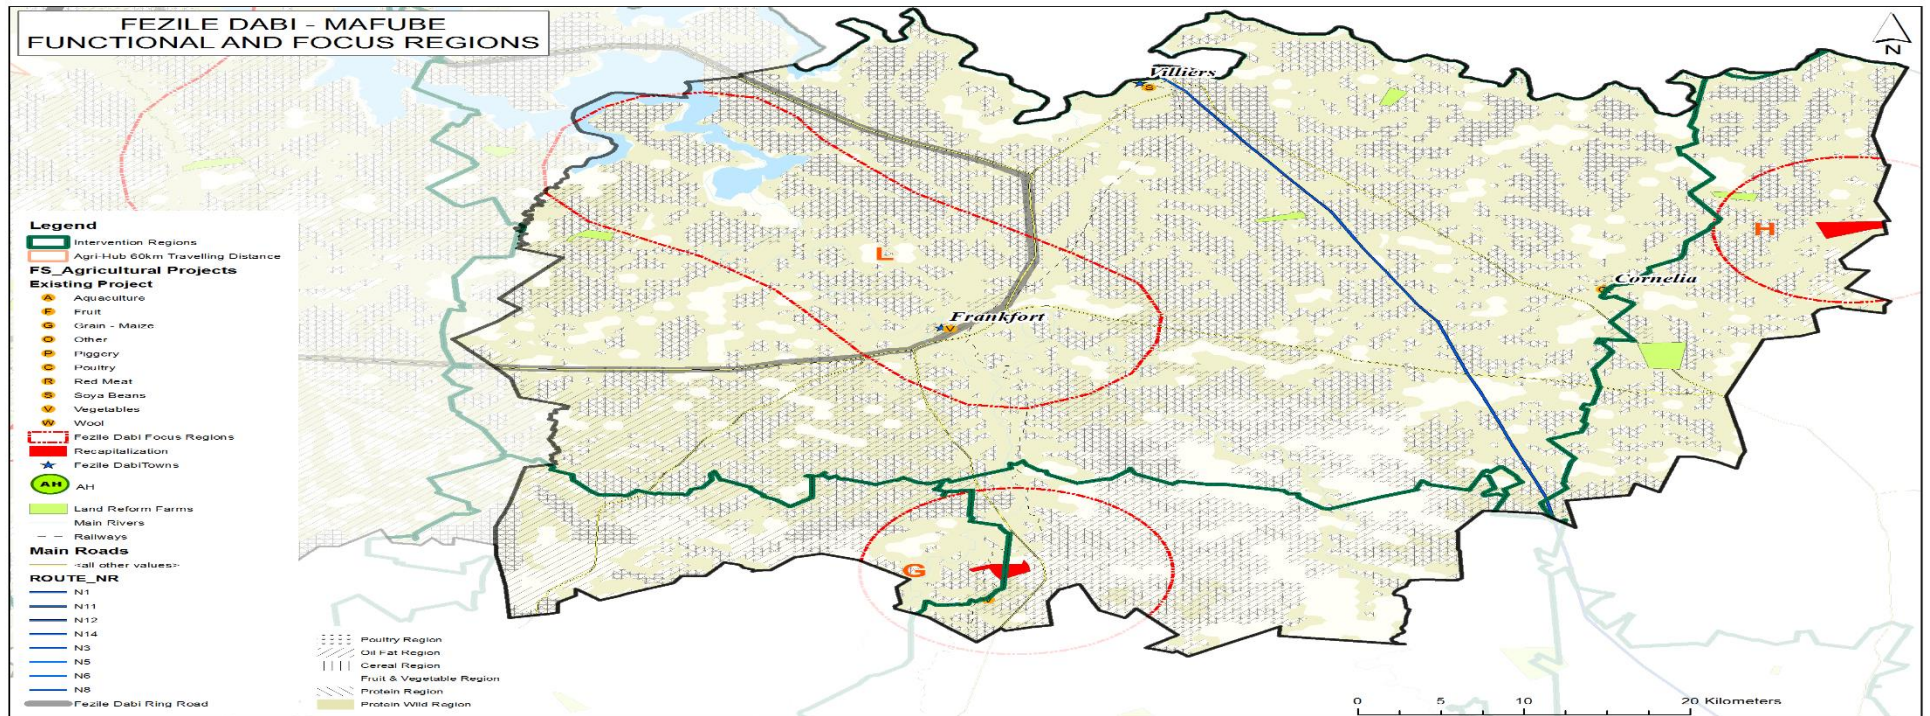 FEZILE DABI - MAFUBE
FUNCTIONAL AND FOCUS REGIONS
N
Villiers
S
H
L
Cornelia
Frankfort
V
G
Legend
Intervention Regions
Agri-Hub 60km Travelling Distance
FS_Agricultural Projects
Existing Project
A Aquaculture
F Fruit
G Grain - Maize
O Other
P Piggery
C Poultry
R Red Meat
S Soya Beans
V Vegetables
W Wool
Fezile Dabi Focus Regions
Recapitalization
Fezile DabiTowns
AH AH
Land Reform Farms
Main Rivers
Railways
Main Roads
<all other values>
ROUTE_NR
N1
N11
N12
N14
N3
N5
N6
N8
Fezile Dabi Ring Road
Poultry Region
Oil Fat Region
Cereal Region
Fruit & Vegetable Region
Protein Region
Protein Wild Region
0 5 10 20 Kilometers